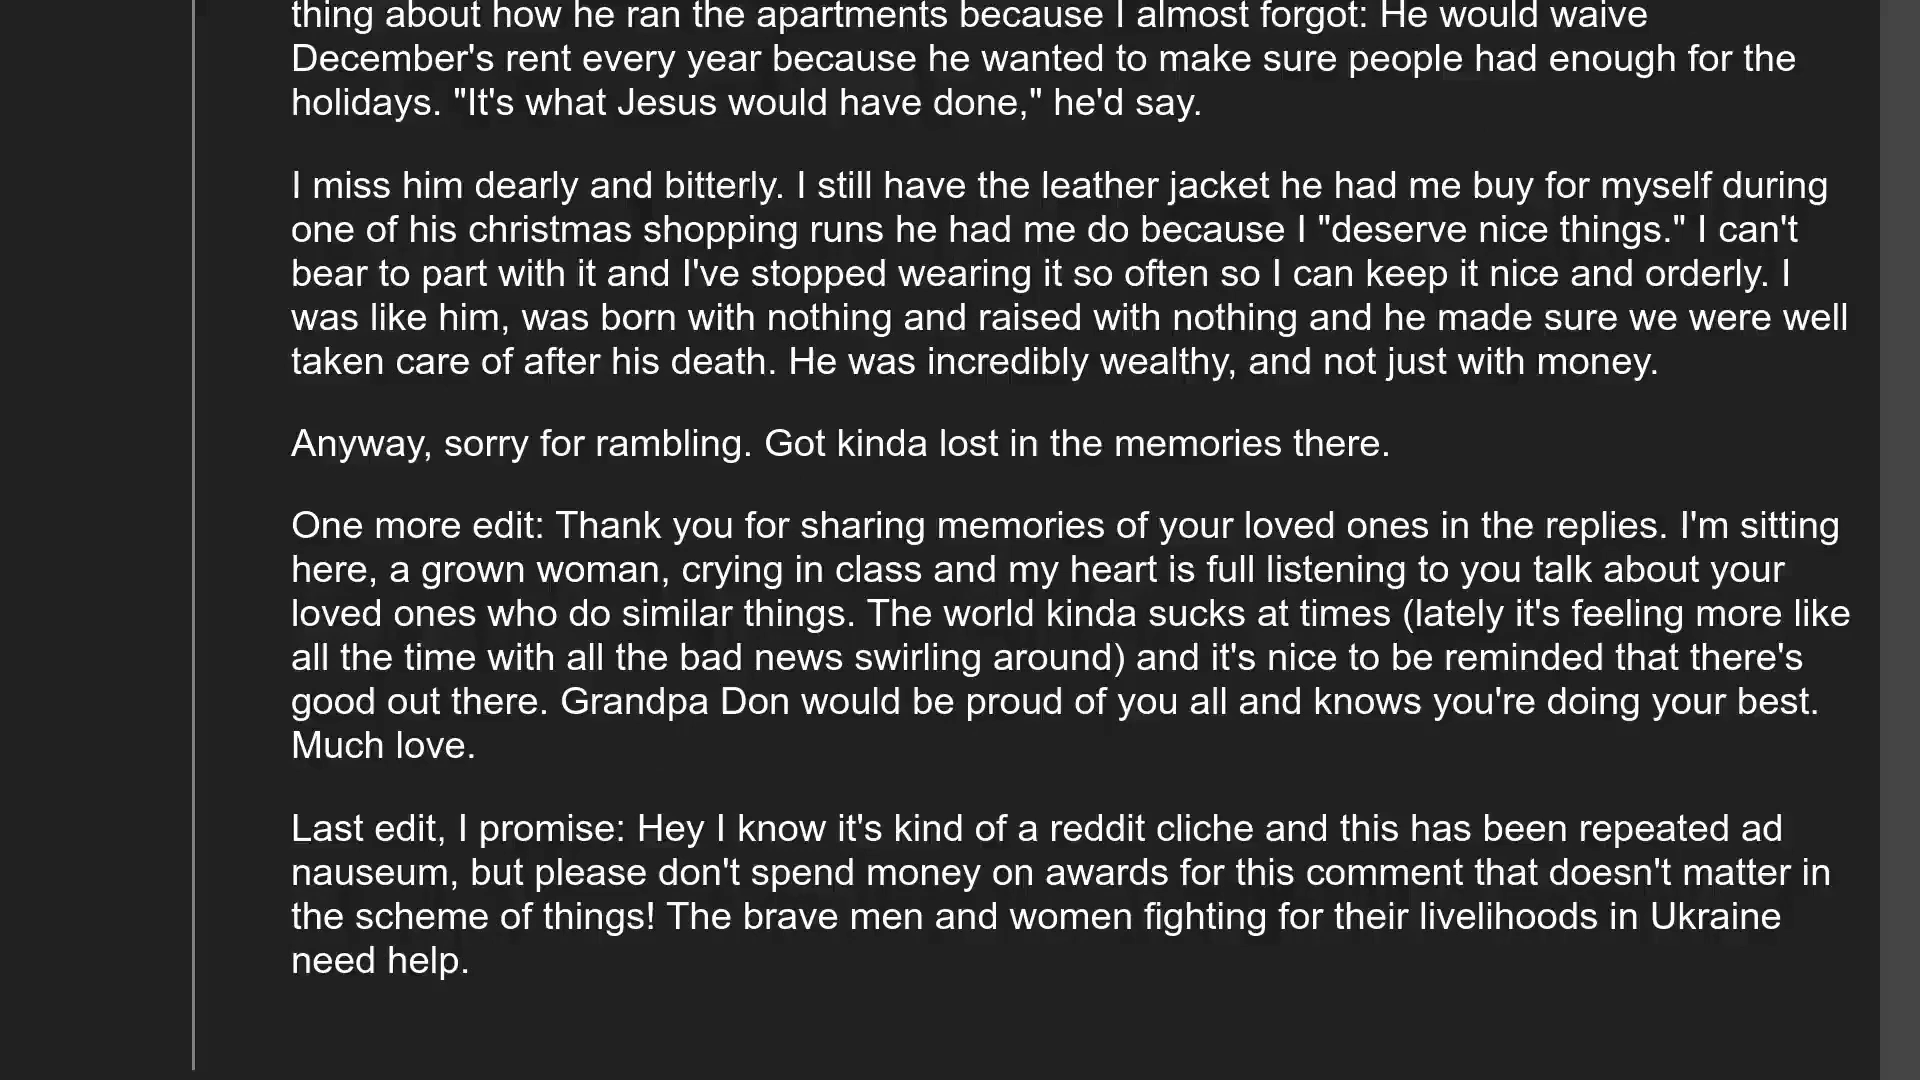 thing about how he ran the apartments because I almost forgot: He would waive
December's rent every year because he wanted to make sure people had enough for the
holidays. "It's what Jesus would have done," he'd say.
I miss him dearly and bitterly. I still have the leather jacket he had me buy for myself during
one of his christmas shopping runs he had me do because I "deserve nice things." I can't
bear to part with it and I've stopped wearing it so often so I can keep it nice and orderly. I
was like him, was born with nothing and raised with nothing and he made sure we were well
taken care of after his death. He was incredibly wealthy, and not just with money.
Anyway, sorry for rambling. Got kinda lost in the memories there.
One more edit: Thank you for sharing memories of your loved ones in the replies. I'm sitting
here, a grown woman, crying in class and my heart is full listening to you talk about your
loved ones who do similar things. The world kinda sucks at times (lately it's feeling more like
all the time with all the bad news swirling around) and it's nice to be reminded that there's
good out there. Grandpa Don would be proud of you all and knows you're doing your best.
Much love.
Last edit, I promise: Hey I know it's kind of a reddit cliche and this has been repeated ad
nauseum, but please don't spend money on awards for this comment that doesn't matter in
the scheme of things! The brave men and women fighting for their livelihoods in Ukraine
need help.